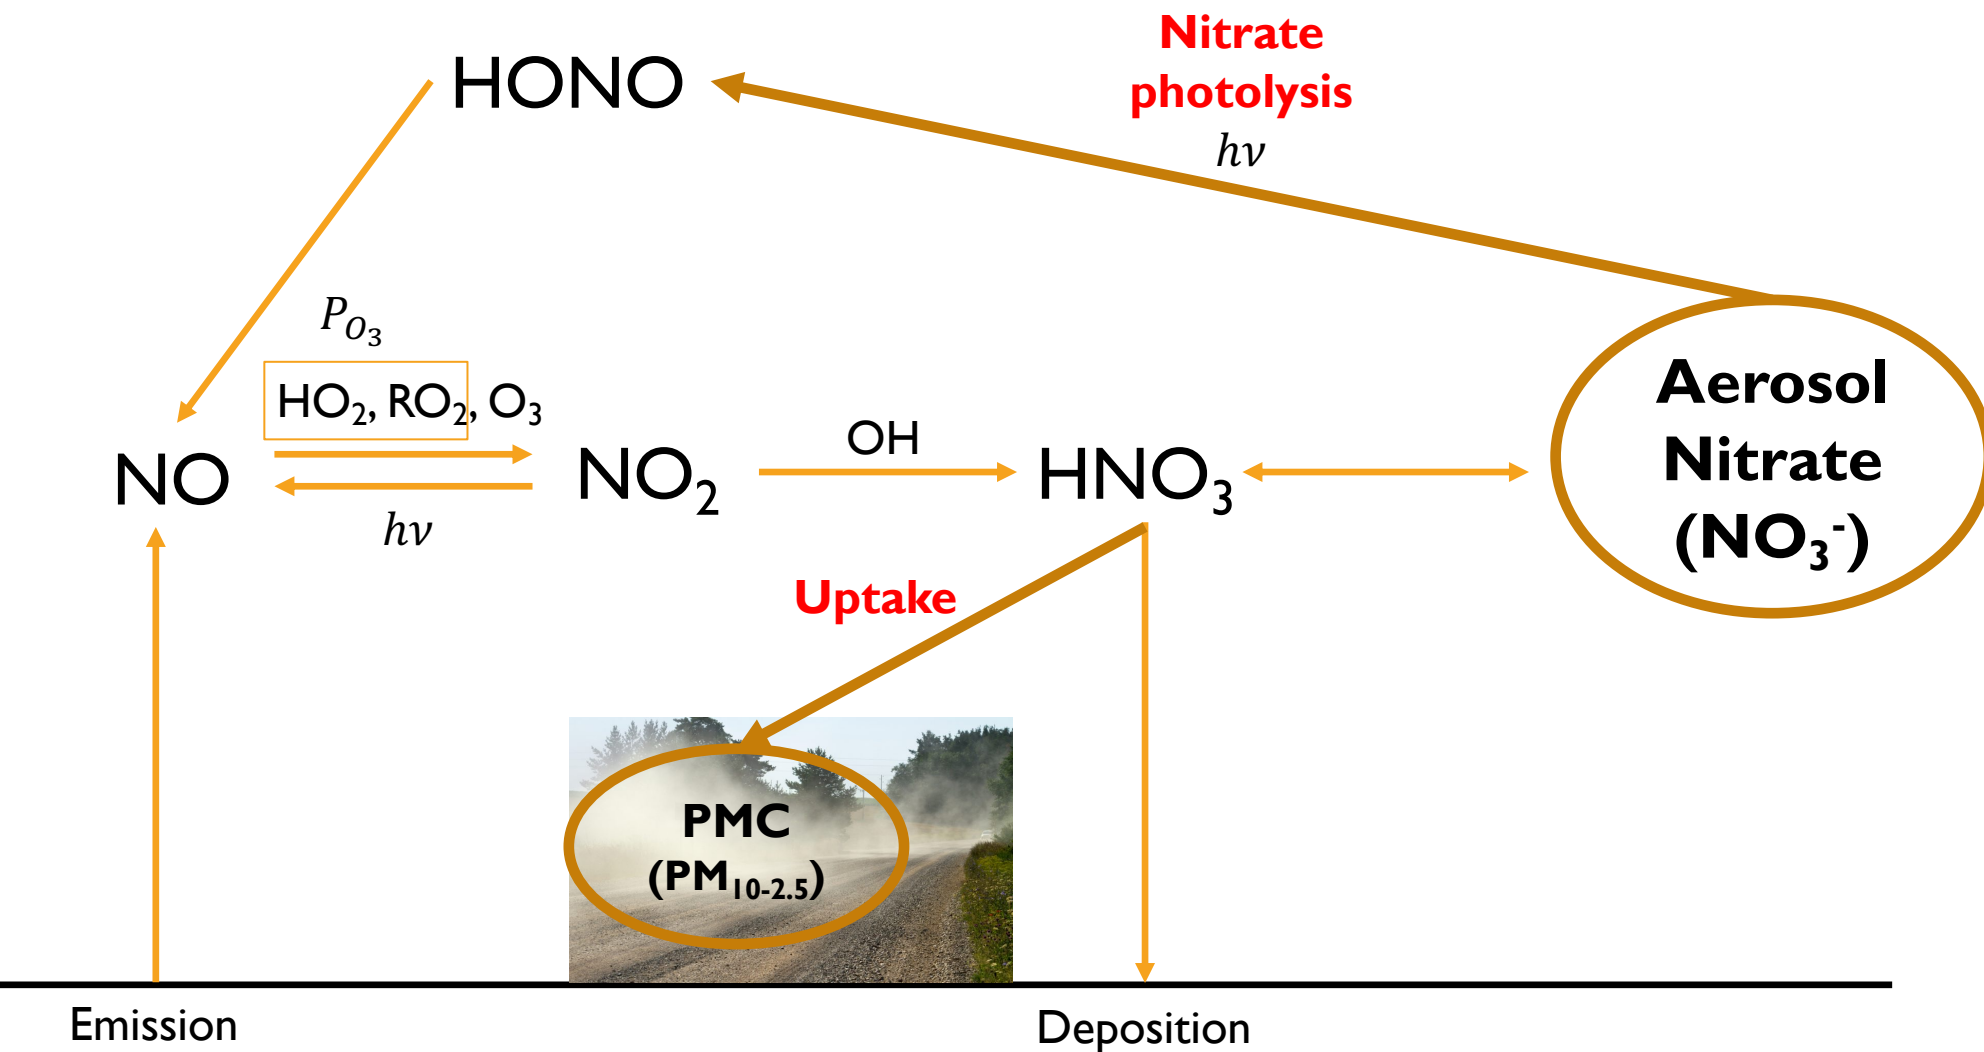 Nitrate
photolysis
hν
HONO
P_O₃
HO₂, RO₂, O₃
NO
hν
NO₂
OH
HNO₃
Aerosol
Nitrate
(NO₃⁻)
Uptake
PMC
(PM₁₀₋₂.₅)
Emission
Deposition